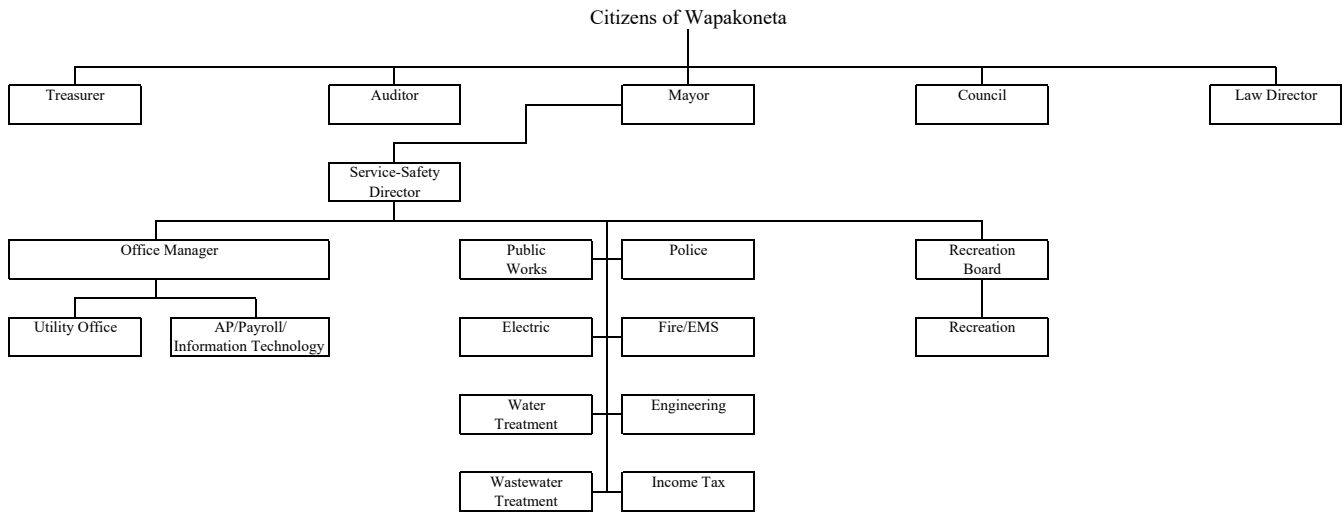 Citizens of Wapakoneta
Treasurer
Auditor
Mayor
Council
Law Director
Service-Safety
Director
Office Manager
Public
Works
Police
Recreation
Board
Utility Office
AP/Payroll/
Information Technology
Electric
Fire/EMS
Recreation
Water
Treatment
Engineering
Wastewater
Treatment
Income Tax